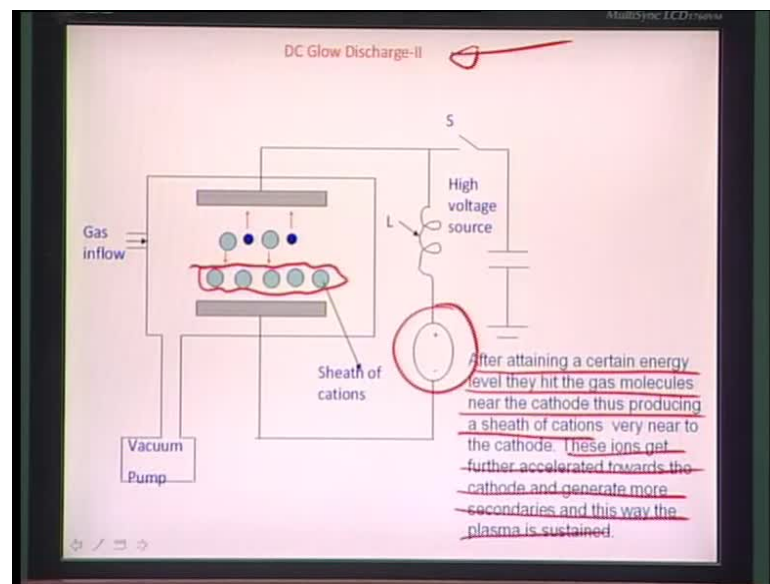 MultiSync LCD1760VM
DC Glow Discharge-II
S
High
voltage
source
L
Gas
inflow
+
-
Sheath of
cations
After attaining a certain energy
level they hit the gas molecules
near the cathode thus producing
a sheath of cations very near to
the cathode. These ions get
further accelerated towards the
cathode and generate more
secondaries and this way the
plasma is sustained.
Vacuum
Pump